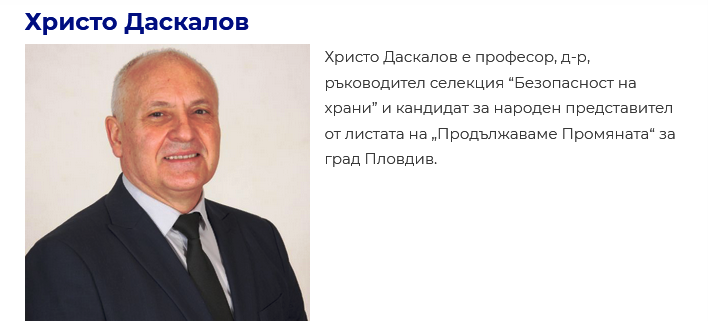 Христо Даскалов
Христо Даскалов е професор, д-р,
ръководител селекция “Безопасност на
храни” и кандидат за народен представител
от листата на „Продължаваме Промяната“ за
град Пловдив.